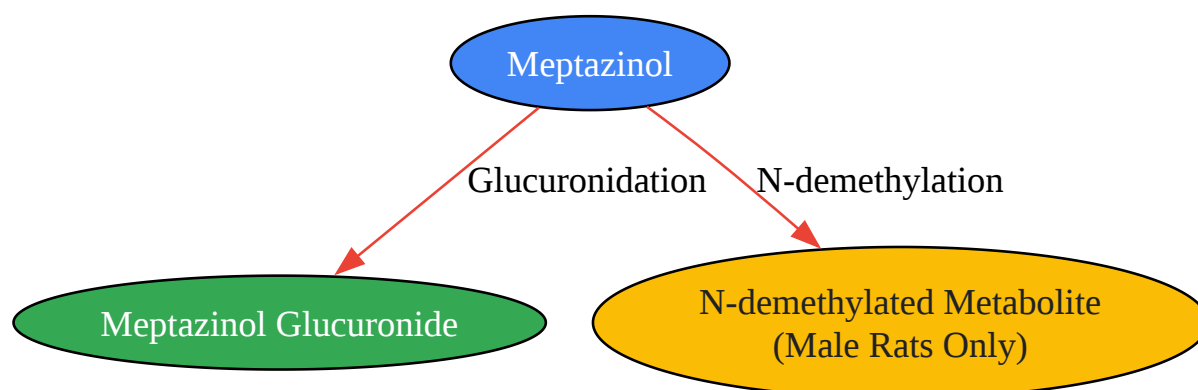 Meptazinol
Glucuronidation
N-demethylation
Meptazinol Glucuronide
N-demethylated Metabolite
(Male Rats Only)